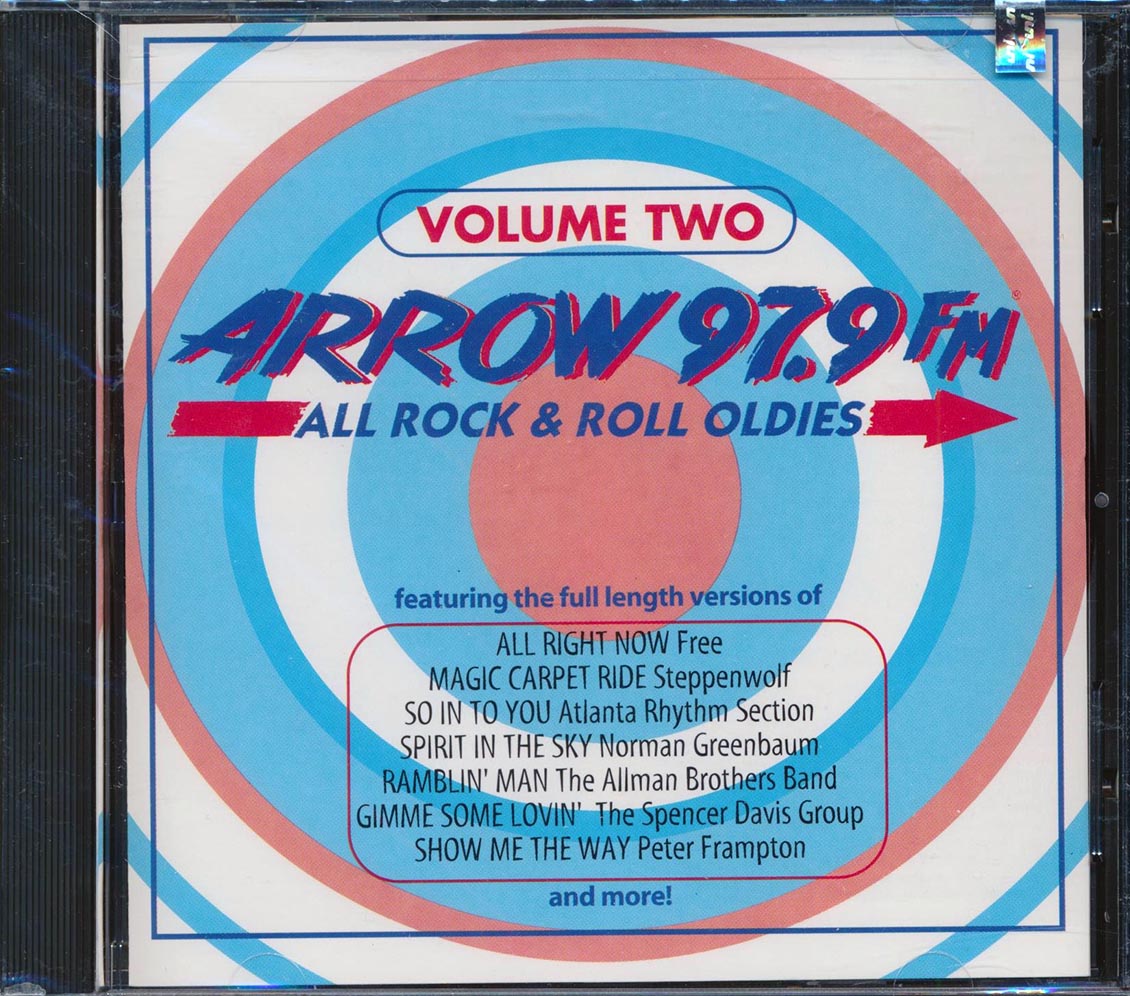 VOLUME TWO
ARROW 97.9 FM®
ALL ROCK & ROLL OLDIES
featuring the full length versions of
ALL RIGHT NOW Free
MAGIC CARPET RIDE Steppenwolf
SO IN TO YOU Atlanta Rhythm Section
SPIRIT IN THE SKY Norman Greenbaum
RAMBLIN' MAN The Allman Brothers Band
GIMME SOME LOVIN' The Spencer Davis Group
SHOW ME THE WAY Peter Frampton
and more!